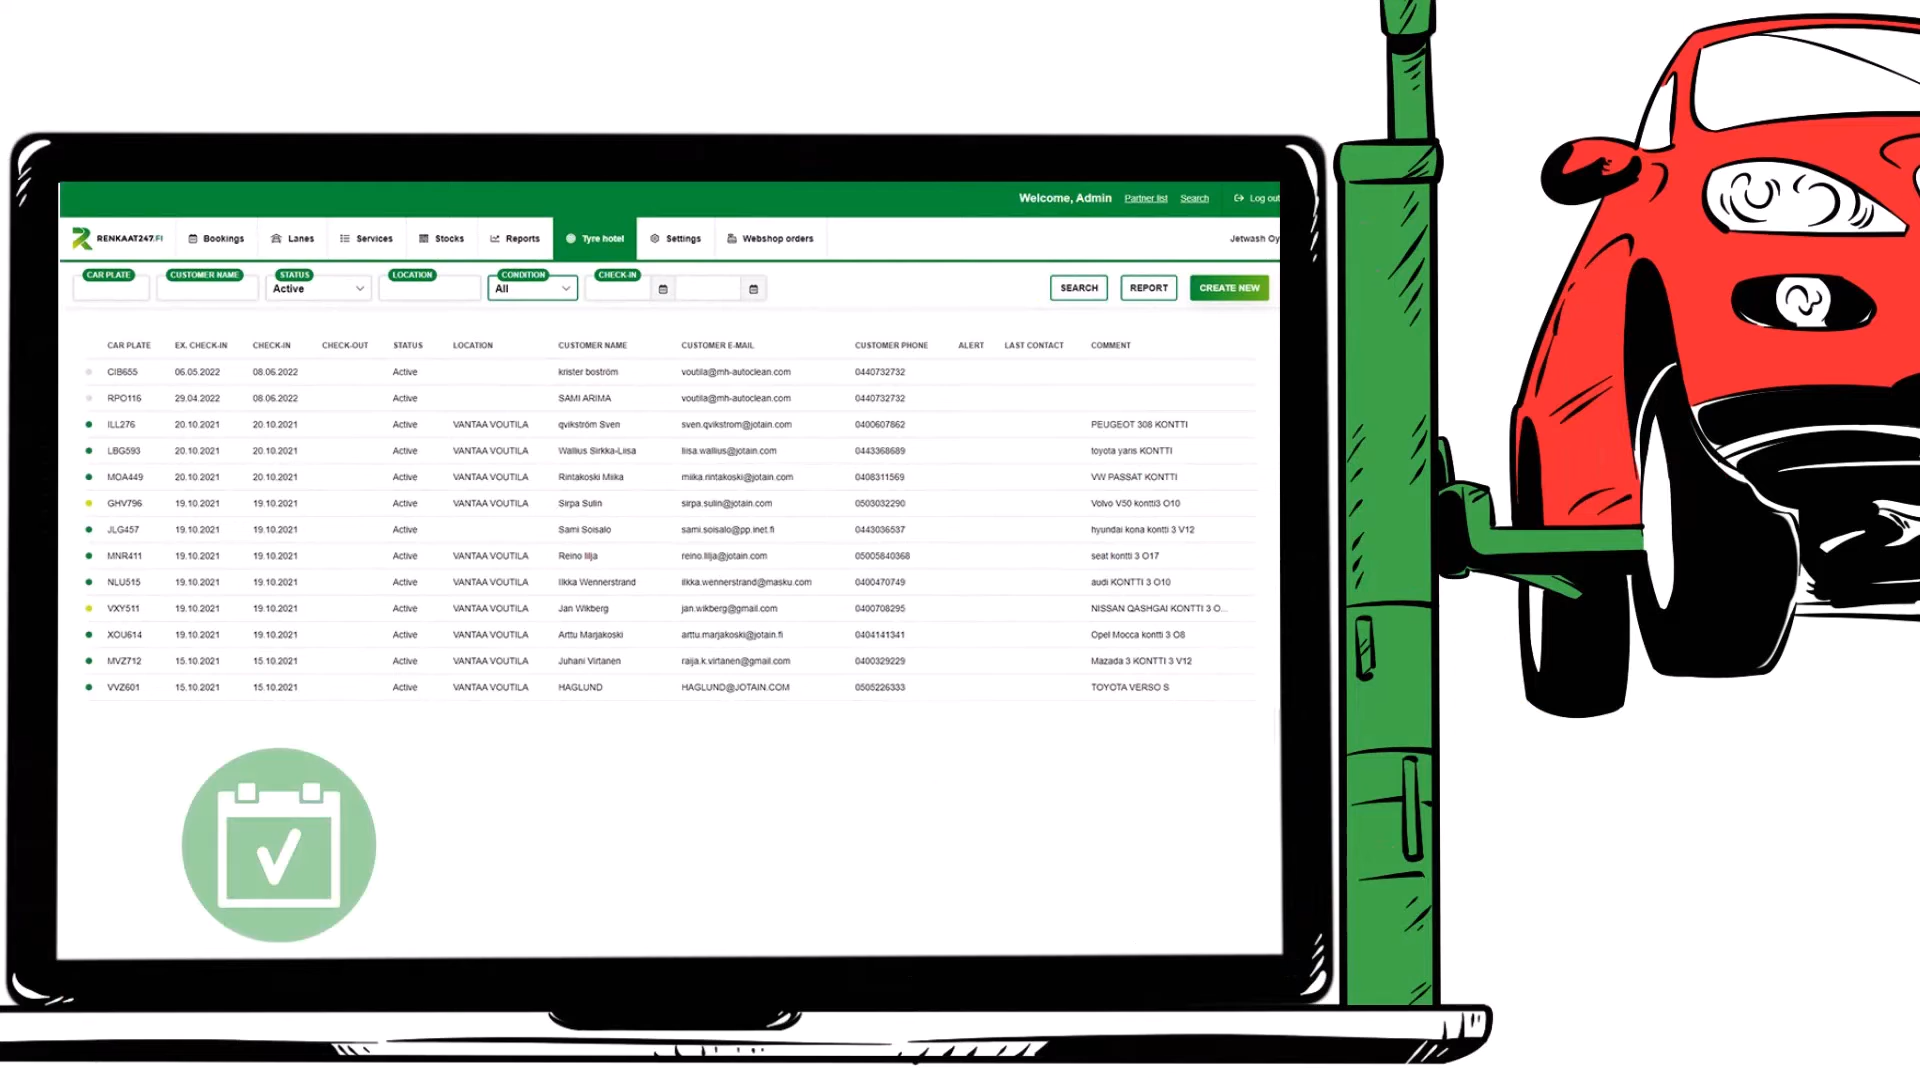 Welcome, Admin Partner list Search Log out
RENKAAT247.FI Bookings Lanes Services Stocks Reports Tyre hotel Settings Webshop orders Jetwash Oy
CAR PLATE CUSTOMER NAME STATUS LOCATION CONDITION CHECK-IN
Active All SEARCH REPORT CREATE NEW
CAR PLATE EX. CHECK-IN CHECK-IN CHECK-OUT STATUS LOCATION CUSTOMER NAME CUSTOMER E-MAIL CUSTOMER PHONE ALERT LAST CONTACT COMMENT
CIB655 06.05.2022 08.06.2022 Active krister boström voutila@mh-autoclean.com 0440732732
RPO116 29.04.2022 08.06.2022 Active SAMI ARIMA voutila@mh-autoclean.com 0440732732
ILL276 20.10.2021 20.10.2021 Active VANTAA VOUTILA qvikström Sven sven.qvikstrom@jotain.com 0400607862 PEUGEOT 308 KONTTI
LBG593 20.10.2021 20.10.2021 Active VANTAA VOUTILA Wallius Sirkka-Liisa liisa.wallius@jotain.com 0443368689 toyota yaris KONTTI
MOA449 20.10.2021 20.10.2021 Active VANTAA VOUTILA Rintakoski Miika miika.rintakoski@jotain.com 0408311569 VW PASSAT KONTTI
GHV796 19.10.2021 19.10.2021 Active VANTAA VOUTILA Sirpa Sulin sirpa.sulin@jotain.com 0503032290 Volvo V50 kontti3 O10
JLG457 19.10.2021 19.10.2021 Active Sami Soisalo sami.soisalo@pp.inet.fi 0443036537 hyundai kona kontti 3 V12
MNR411 19.10.2021 19.10.2021 Active VANTAA VOUTILA Reino lilja reino.lilja@jotain.com 05005840368 seat kontti 3 O17
NLU515 19.10.2021 19.10.2021 Active VANTAA VOUTILA Ilkka Wennerstrand ilkka.wennerstrand@masku.com 0400470749 audi KONTTI 3 O10
VXY511 19.10.2021 19.10.2021 Active VANTAA VOUTILA Jan Wikberg jan.wikberg@gmail.com 0400708295 NISSAN QASHGAI KONTTI 3 O...
XOU614 19.10.2021 19.10.2021 Active VANTAA VOUTILA Arttu Marjakoski arttu.marjakoski@jotain.fi 0404141341 Opel Mocca kontti 3 O8
MVZ712 15.10.2021 15.10.2021 Active VANTAA VOUTILA Juhani Virtanen raija.k.virtanen@gmail.com 0400329229 Mazada 3 KONTTI 3 V12
VVZ601 15.10.2021 15.10.2021 Active VANTAA VOUTILA HAGLUND HAGLUND@JOTAIN.COM 0505226333 TOYOTA VERSO S